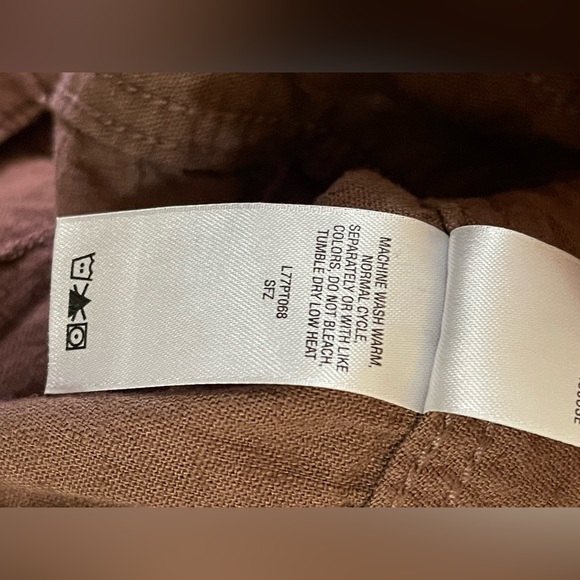 MACHINE WASH WARM,
NORMAL CYCLE,
SEPARATELY OR WITH LIKE
COLORS, DO NOT BLEACH,
TUMBLE DRY LOW HEAT
L77PT068
SFZ